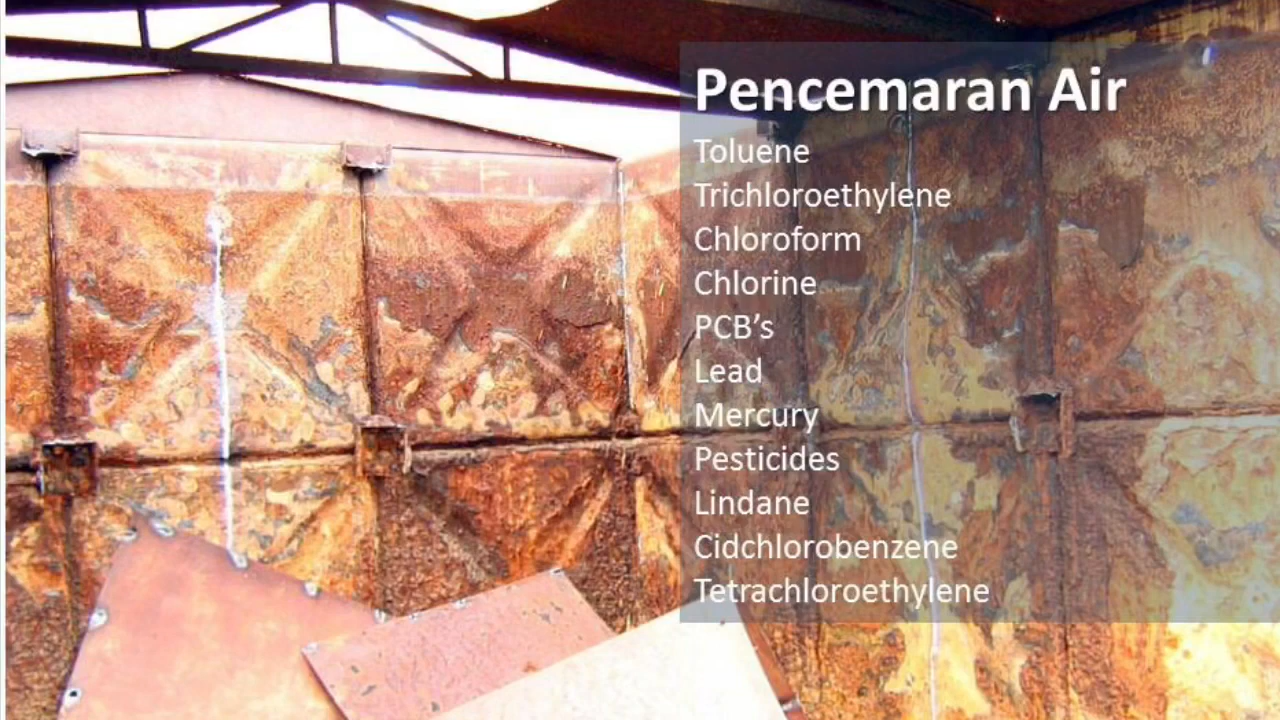 Pencemaran Air
Toluene
Trichloroethylene
Chloroform
Chlorine
PCB’s
Lead
Mercury
Pesticides
Lindane
Cidchlorobenzene
Tetrachloroethylene